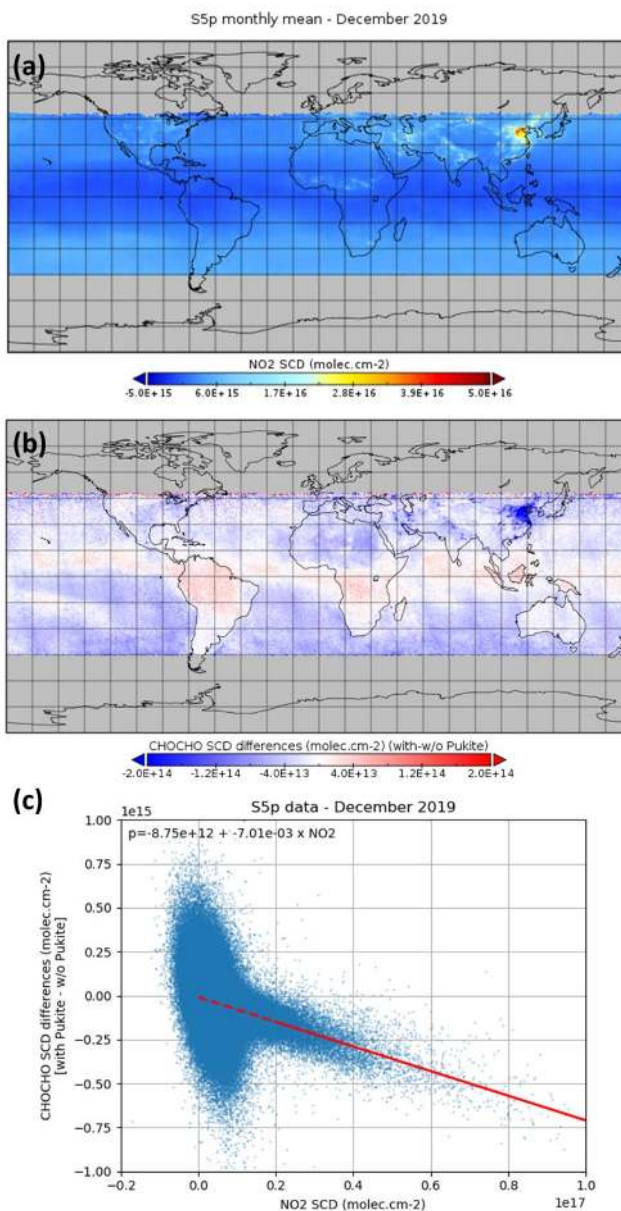 S5p monthly mean - December 2019
(a)
NO2 SCD (molec.cm-2)
-5.0E+15 6.0E+15 1.7E+16 2.8E+16 3.9E+16 5.0E+16
(b)
CHOCHO SCD differences (molec.cm-2) (with-w/o Pukite)
-2.0E+14 -1.2E+14 -4.0E+13 4.0E+13 1.2E+14 2.0E+14
(c)
S5p data - December 2019
1e15
p=-8.75e+12 + -7.01e-03 x NO2
1.00
0.75
0.50
0.25
0.00
-0.25
-0.50
-0.75
-1.00
CHOCHO SCD differences (molec.cm-2)
[with Pukite - w/o Pukite]
-0.2 0.0 0.2 0.4 0.6 0.8 1.0
NO2 SCD (molec.cm-2)
1e17